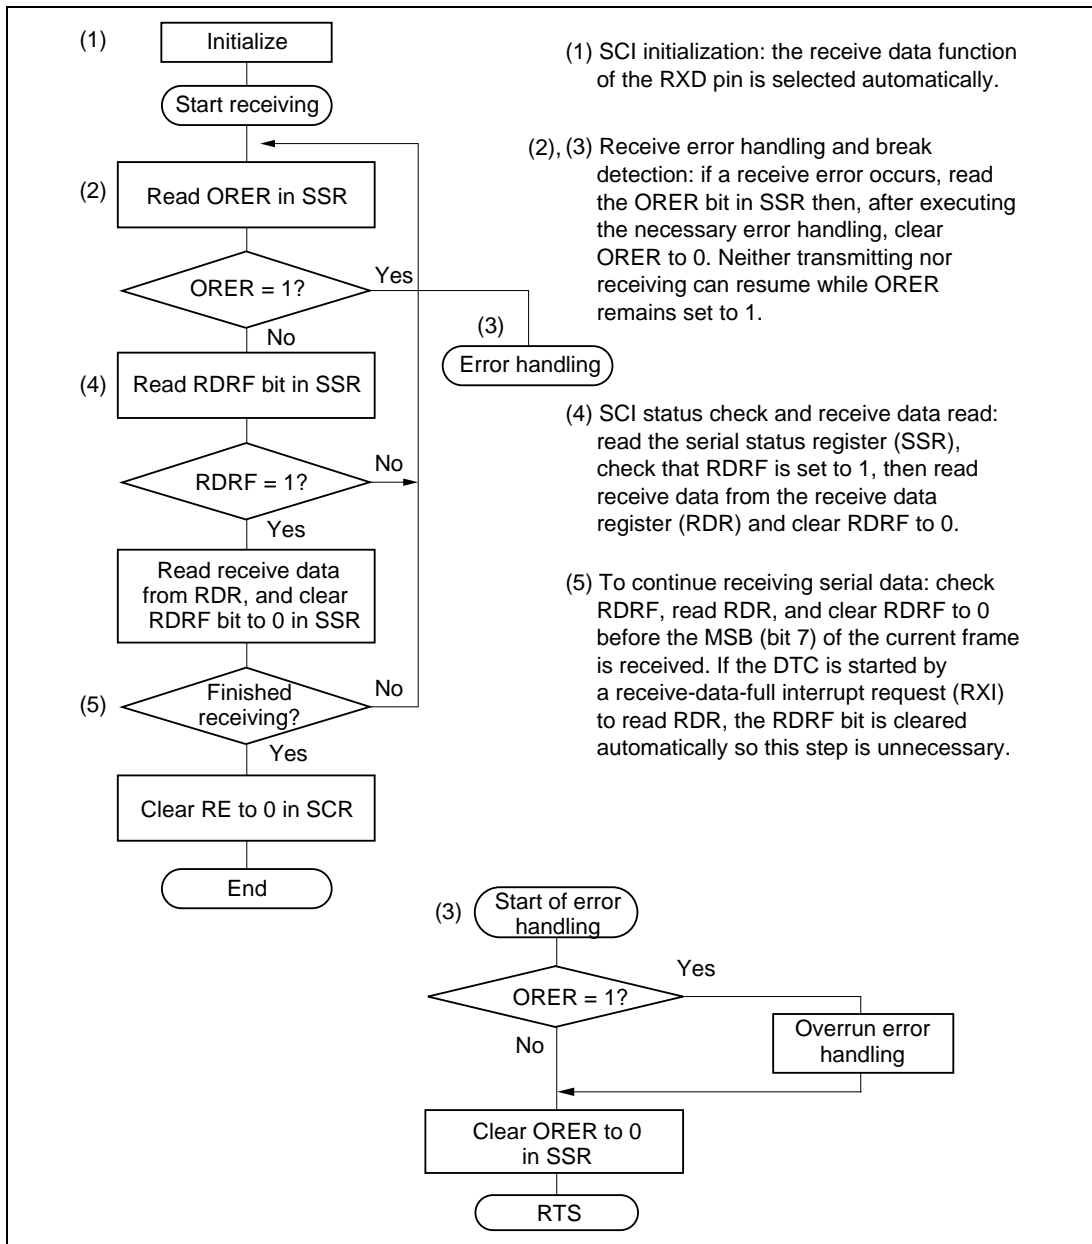 (1)
Initialize
Start receiving
(2)
Read ORER in SSR
ORER = 1?
Yes
No
(3)
Error handling
(4)
Read RDRF bit in SSR
RDRF = 1?
No
Yes
Read receive data
from RDR, and clear
RDRF bit to 0 in SSR
(5)
Finished
receiving?
No
Yes
Clear RE to 0 in SCR
End
(1) SCI initialization: the receive data function
of the RXD pin is selected automatically.
(2), (3) Receive error handling and break
detection: if a receive error occurs, read
the ORER bit in SSR then, after executing
the necessary error handling, clear
ORER to 0. Neither transmitting nor
receiving can resume while ORER
remains set to 1.
(4) SCI status check and receive data read:
read the serial status register (SSR),
check that RDRF is set to 1, then read
receive data from the receive data
register (RDR) and clear RDRF to 0.
(5) To continue receiving serial data: check
RDRF, read RDR, and clear RDRF to 0
before the MSB (bit 7) of the current frame
is received. If the DTC is started by
a receive-data-full interrupt request (RXI)
to read RDR, the RDRF bit is cleared
automatically so this step is unnecessary.
(3)
Start of error
handling
ORER = 1?
Yes
No
Overrun error
handling
Clear ORER to 0
in SSR
RTS